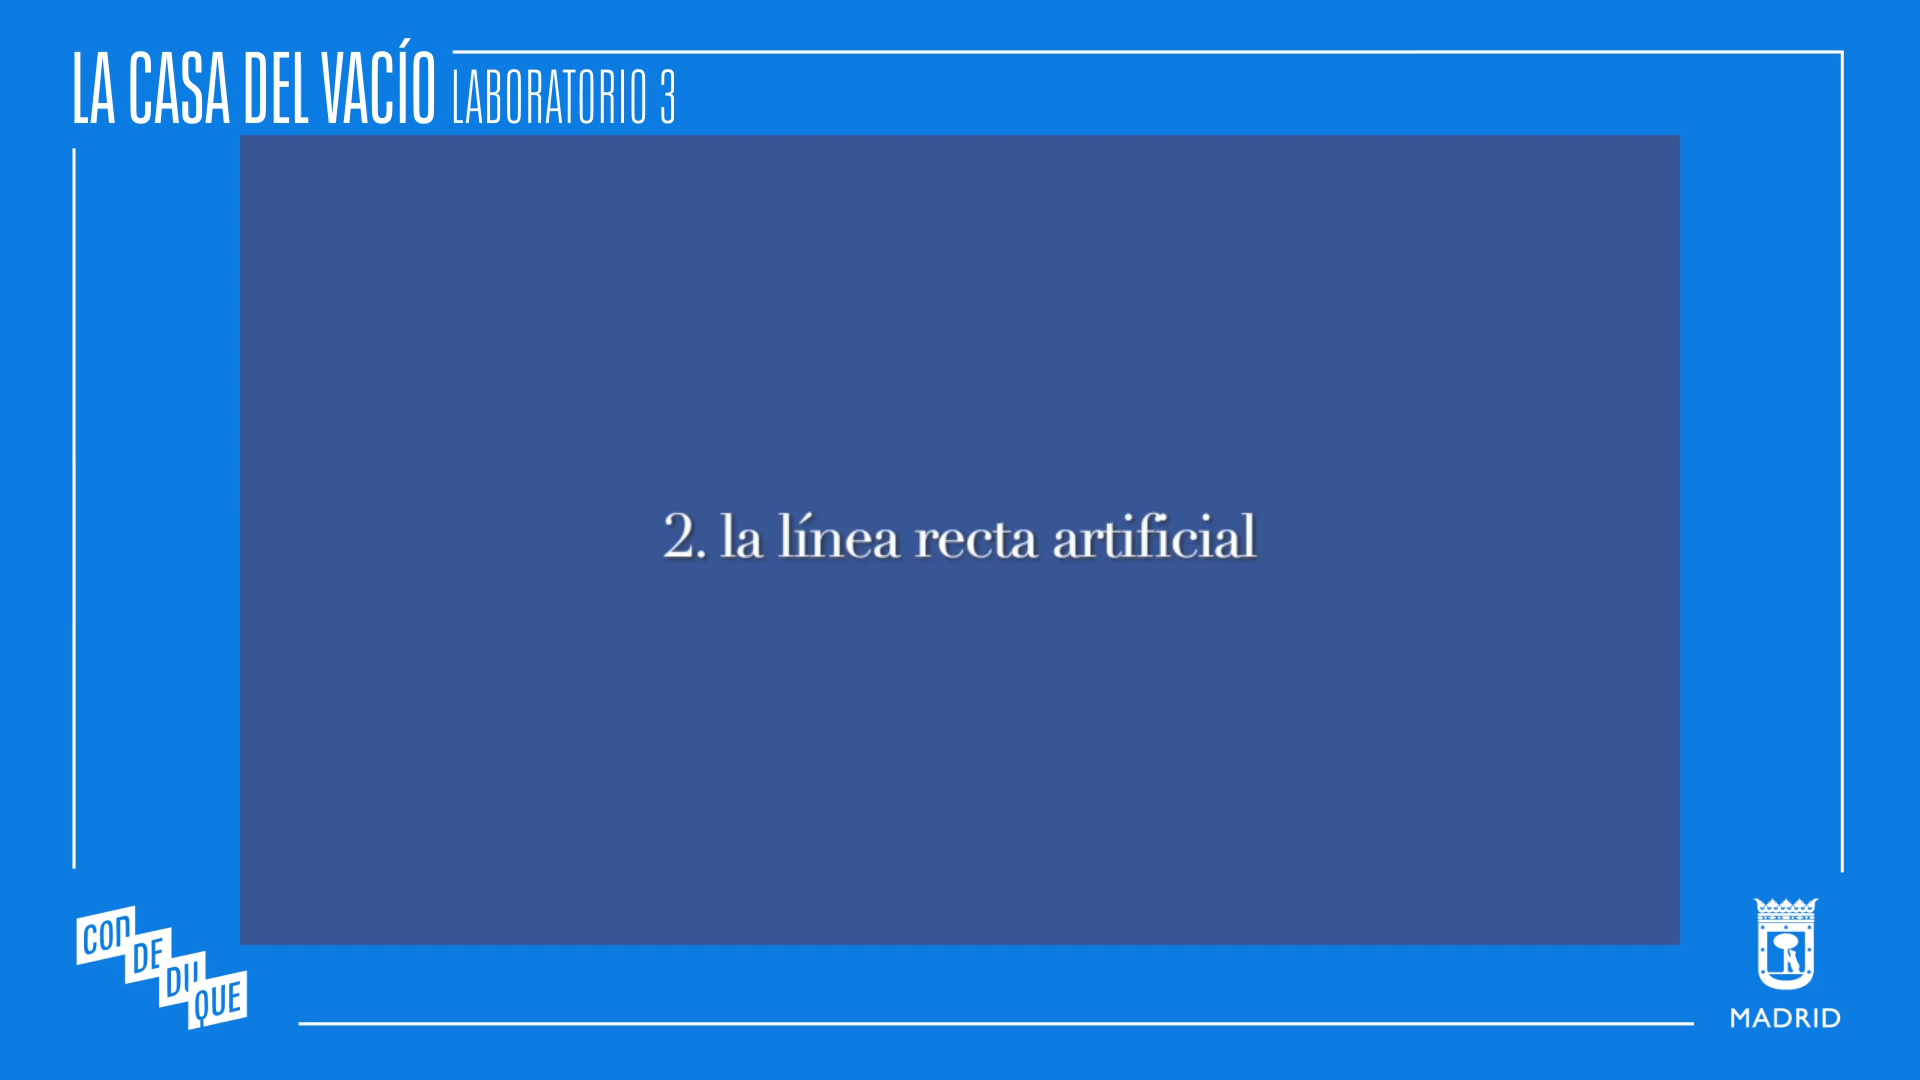 LA CASA DEL VACÍO LABORATORIO 3
2. la línea recta artificial
CON
DE
DU
QUE
MADRID